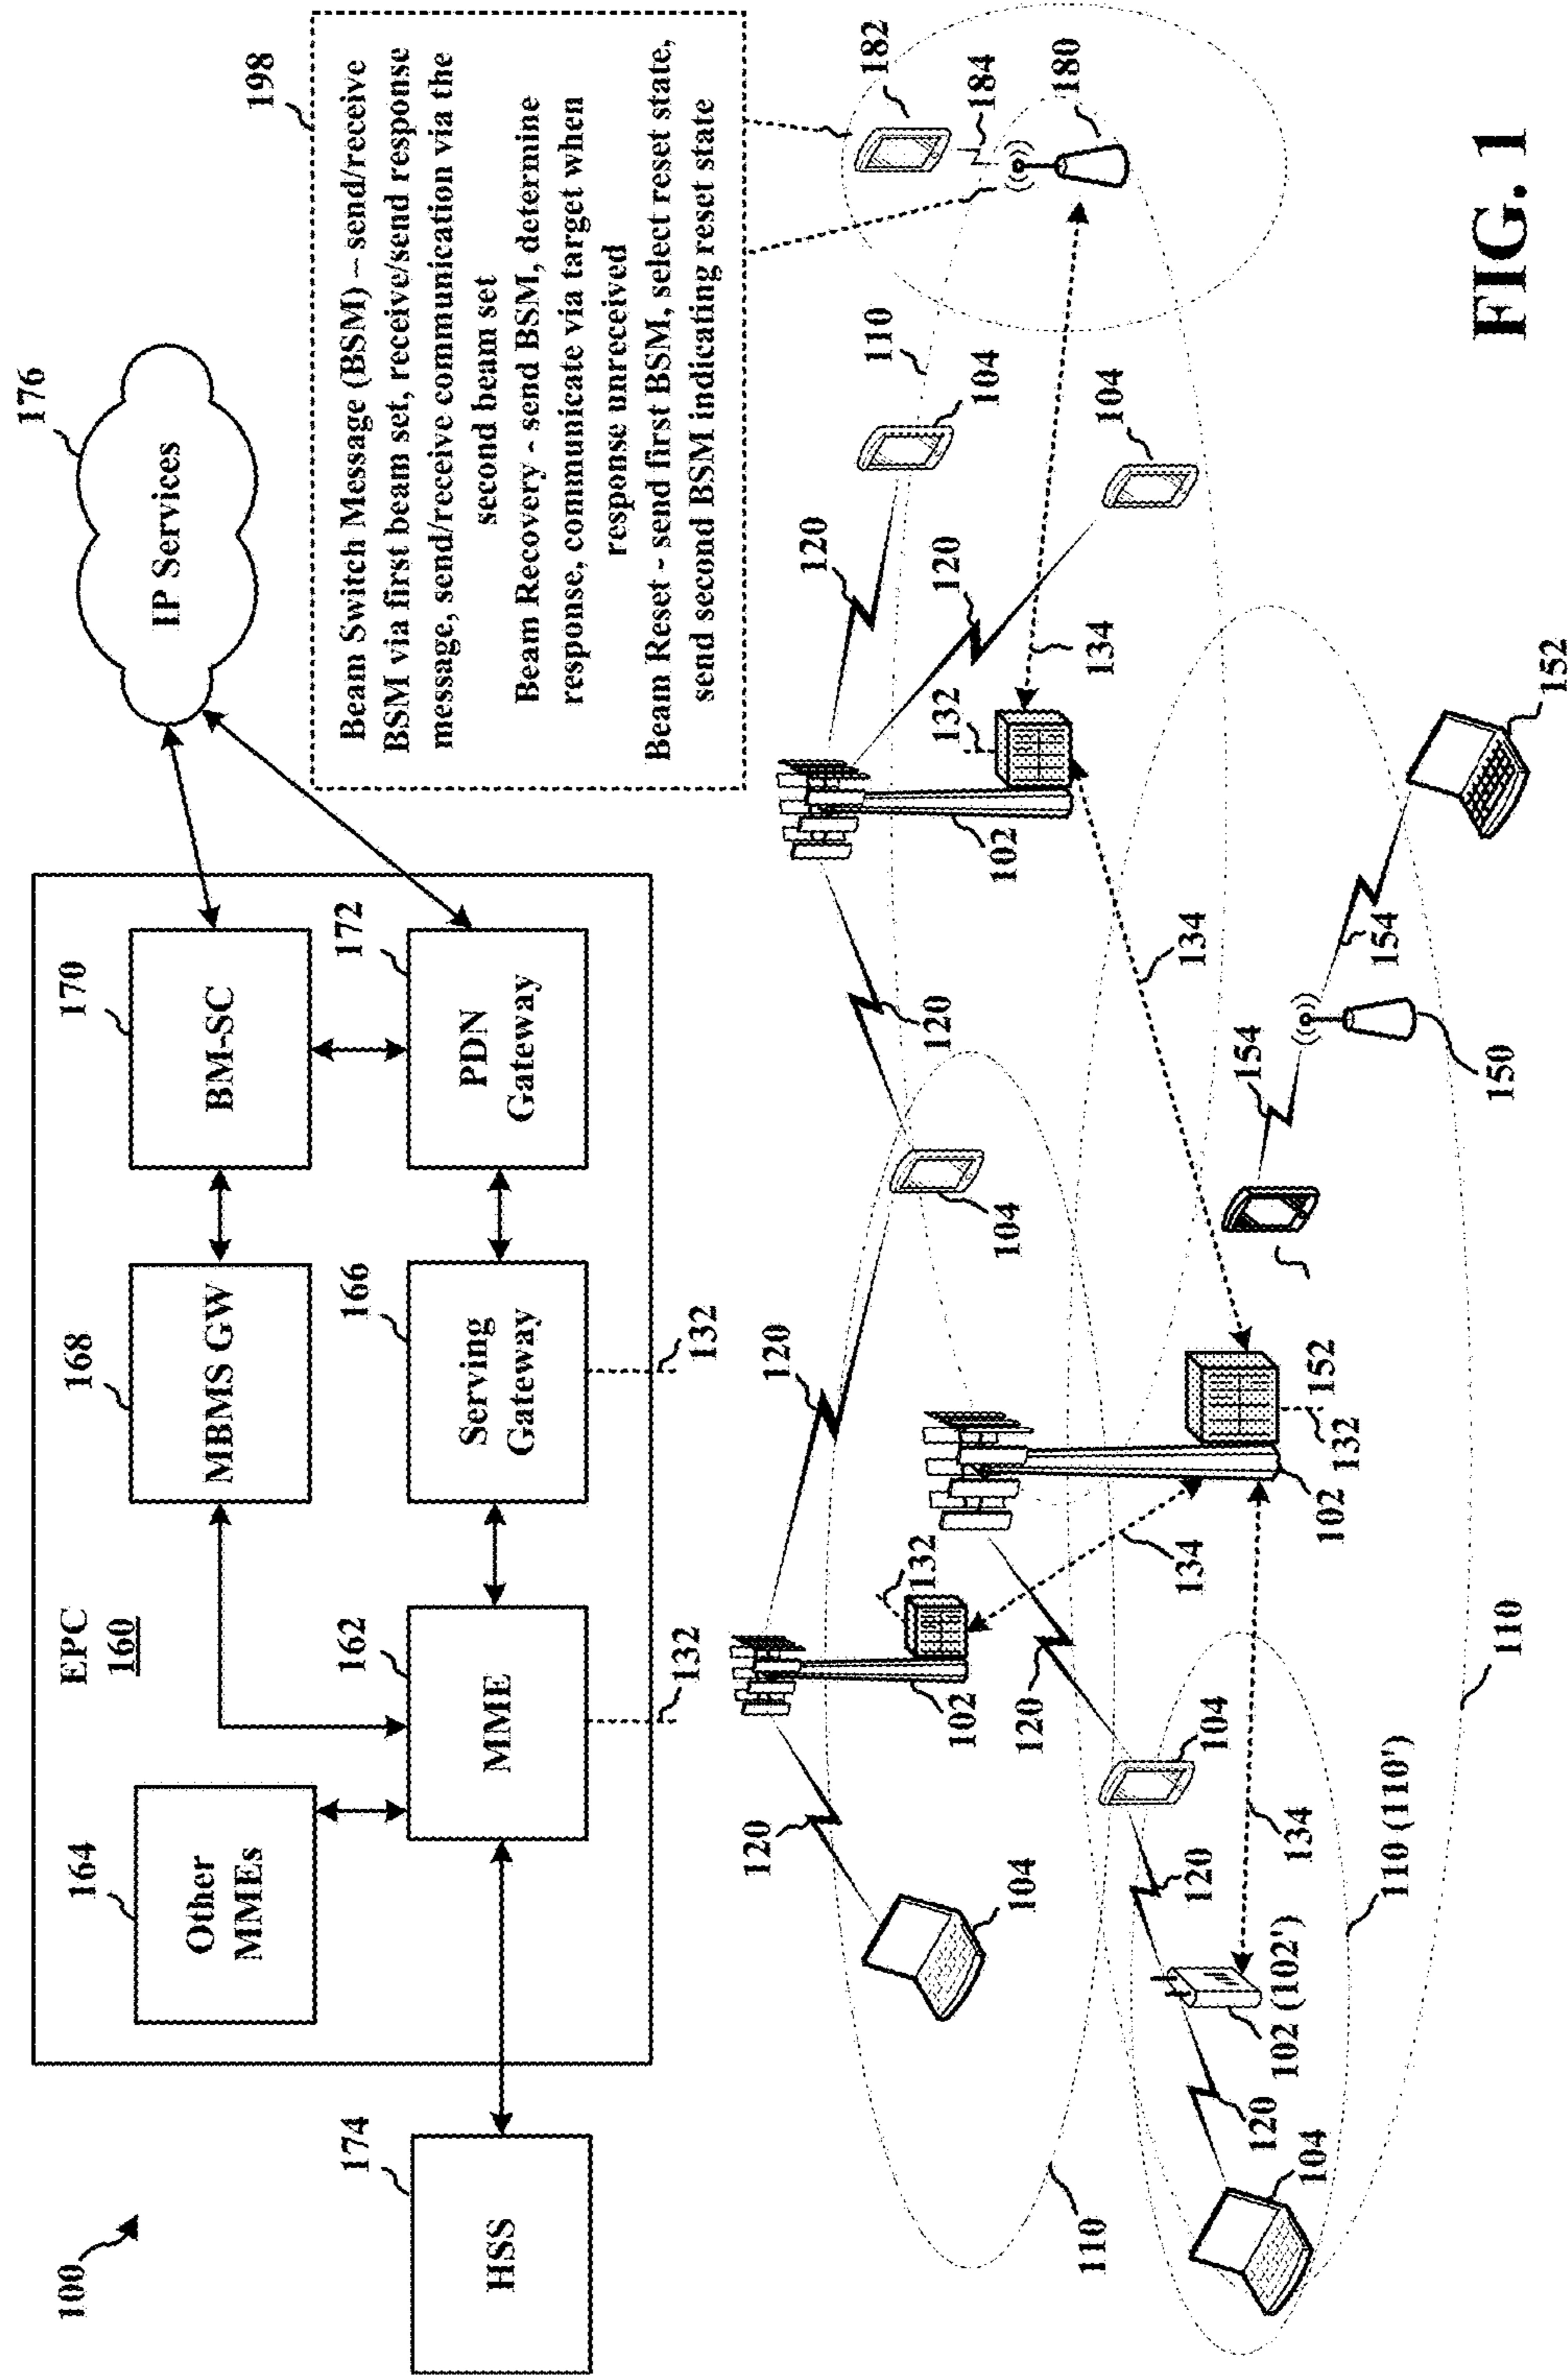 100
176
EPC
160
164
168
170
198
Other
MMEs
MBMS GW
BM-SC
IP Services
174
162
166
172
HSS
MME
Serving
Gateway
PDN
Gateway
Beam Switch Message (BSM) – send/receive
BSM via first beam set, receive/send response
message, send/receive communication via the
second beam set
Beam Recovery - send BSM, determine
response, communicate via target when
response unreceived
Beam Reset - send first BSM, select reset state,
send second BSM indicating reset state
132
132
120
120
120
182
132
120
110
184
104
104
102
104
120
132
102
180
120
104
134
104
110
120
134
102 (102')
134
134
132
102
152
154
120
104
110 (110')
154
134
110
150
152
FIG. 1